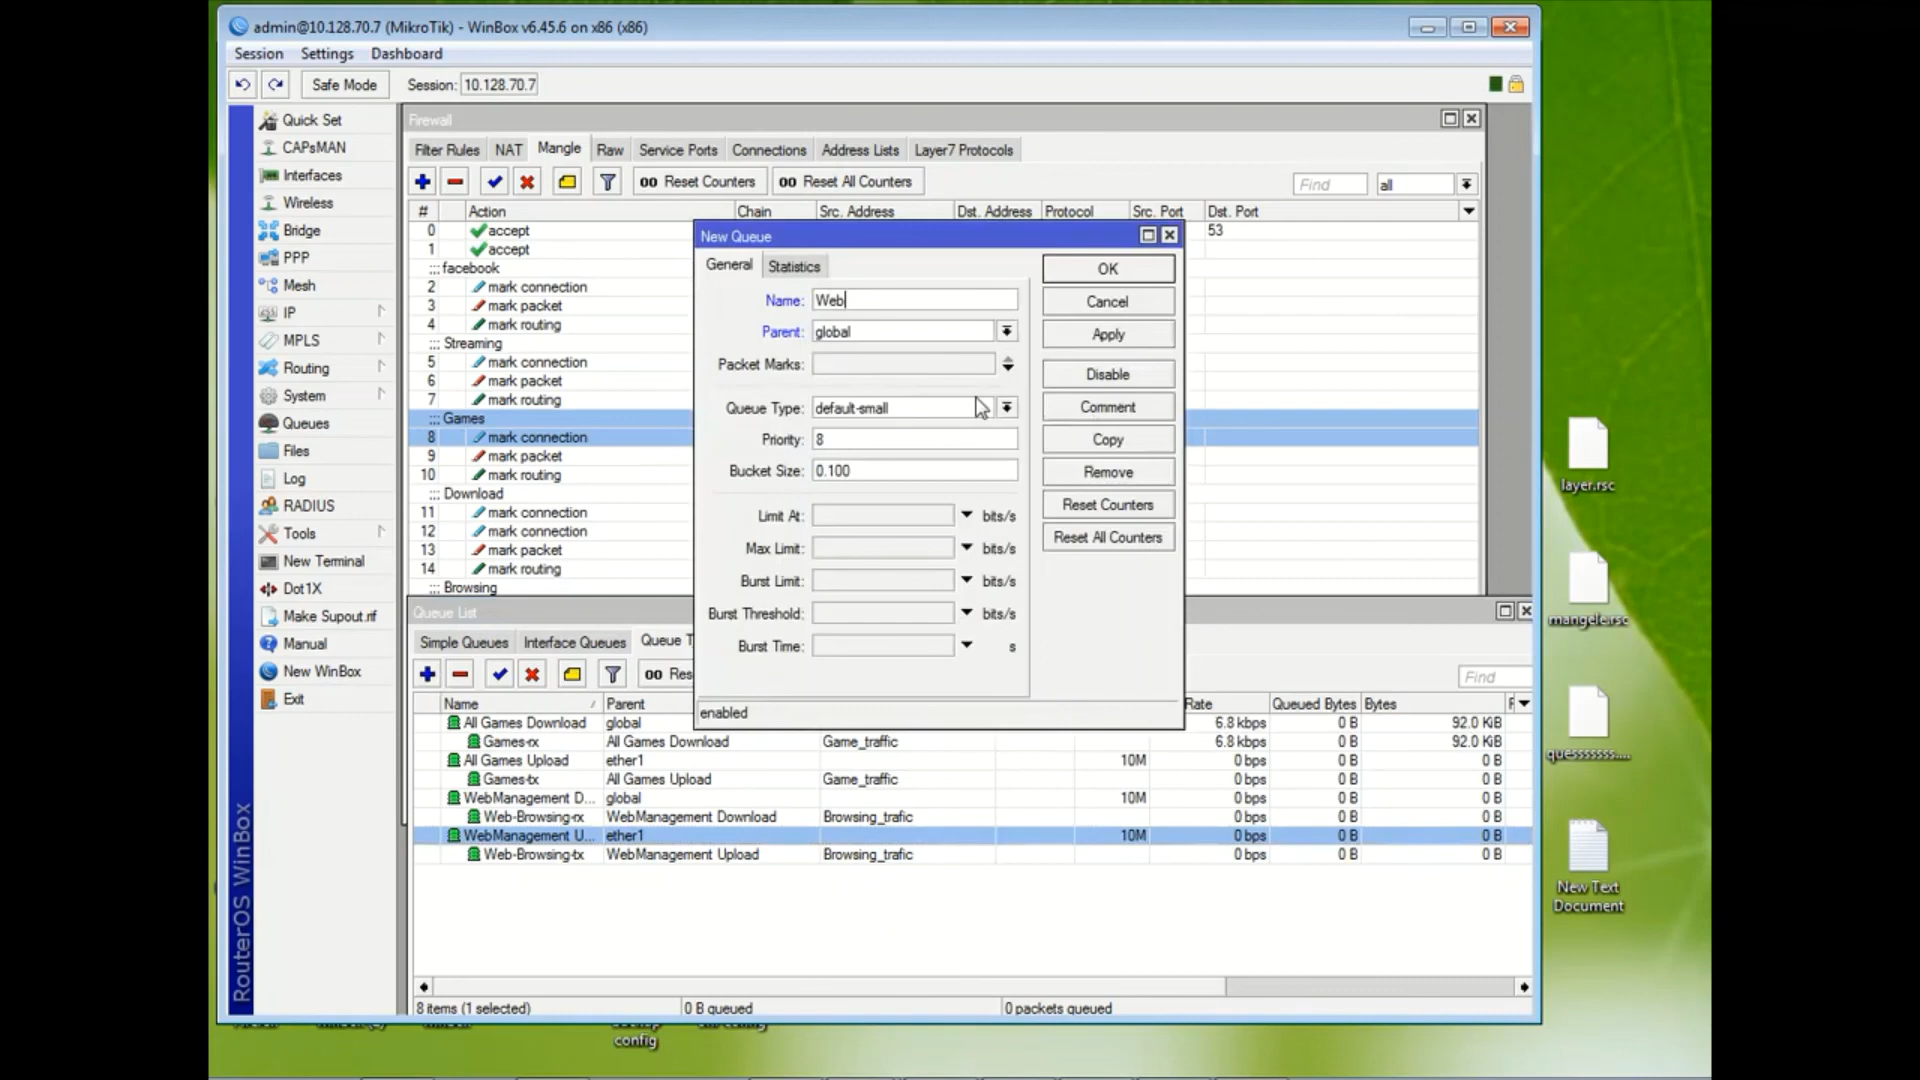 admin@10.128.70.7 (MikroTik) - WinBox v6.45.6 on x86 (x86)
Session Settings Dashboard
Safe Mode Session: 10.128.70.7
Quick Set
CAPsMAN
Interfaces
Wireless
Bridge
PPP
Mesh
IP
MPLS
Routing
System
Queues
Files
Log
RADIUS
Tools
New Terminal
Dot1X
Make Supout.rif
Manual
New WinBox
Exit
RouterOS WinBox
Firewall
Filter Rules NAT Mangle Raw Service Ports Connections Address Lists Layer7 Protocols
00 Reset Counters 00 Reset All Counters Find all
# Action Chain Src. Address Dst. Address Protocol Src. Port Dst. Port
0 accept 53
1 accept
::: facebook
2 mark connection
3 mark packet
4 mark routing
::: Streaming
5 mark connection
6 mark packet
7 mark routing
::: Games
8 mark connection
9 mark packet
10 mark routing
::: Download
11 mark connection
12 mark connection
13 mark packet
14 mark routing
::: Browsing
New Queue
General Statistics
Name: Web
Parent: global
Packet Marks:
Queue Type: default-small
Priority: 8
Bucket Size: 0.100
Limit At: bits/s
Max Limit: bits/s
Burst Limit: bits/s
Burst Threshold: bits/s
Burst Time: s
enabled
OK
Cancel
Apply
Disable
Comment
Copy
Remove
Reset Counters
Reset All Counters
Queue List
Simple Queues Interface Queues Queue T
00 Res Find
Name Parent Rate Queued Bytes Bytes
All Games Download global 6.8 kbps 0 B 92.0 KiB
Games-rx All Games Download Game_traffic 6.8 kbps 0 B 92.0 KiB
All Games Upload ether1 10M 0 bps 0 B 0 B
Games-tx All Games Upload Game_traffic 0 bps 0 B 0 B
WebManagement D... global 10M 0 bps 0 B 0 B
Web-Browsing-rx WebManagement Download Browsing_trafic 0 bps 0 B 0 B
WebManagement U... ether1 10M 0 bps 0 B 0 B
Web-Browsing-tx WebManagement Upload Browsing_trafic 0 bps 0 B 0 B
8 items (1 selected) 0 B queued 0 packets queued
layer.rsc
mangele.rsc
quesssssss....
New Text
Document
config